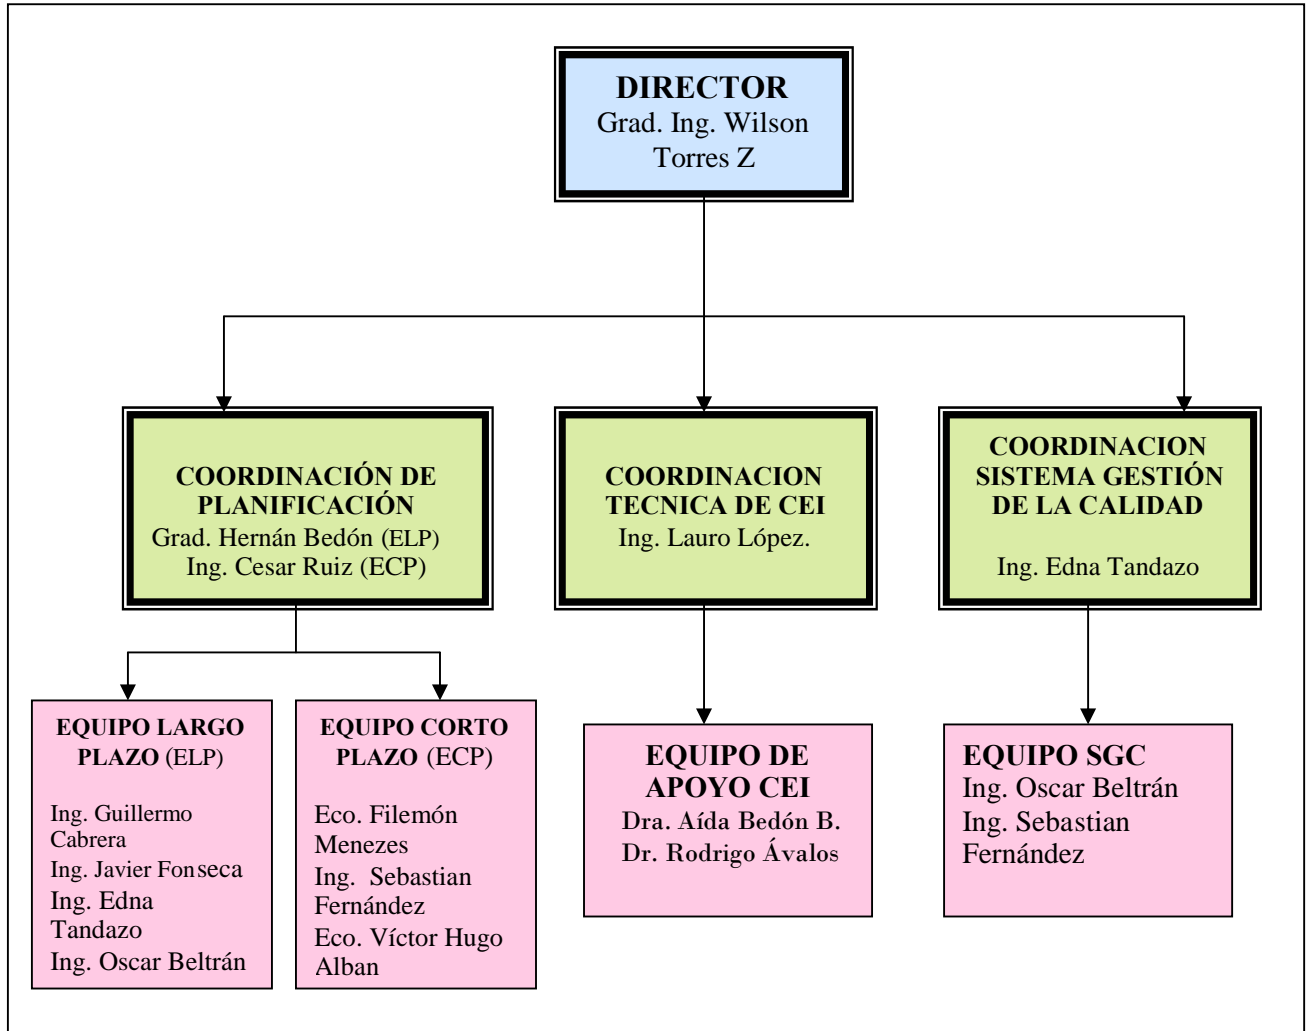 DIRECTOR
Grad. Ing. Wilson
Torres Z
COORDINACIÓN DE
PLANIFICACIÓN
Grad. Hernán Bedón (ELP)
Ing. Cesar Ruiz (ECP)
COORDINACION
TECNICA DE CEI
Ing. Lauro López.
COORDINACION
SISTEMA GESTIÓN
DE LA CALIDAD
Ing. Edna Tandazo
EQUIPO LARGO
PLAZO (ELP)
Ing. Guillermo
Cabrera
Ing. Javier Fonseca
Ing. Edna
Tandazo
Ing. Oscar Beltrán
EQUIPO CORTO
PLAZO (ECP)
Eco. Filemón
Menezes
Ing. Sebastian
Fernández
Eco. Víctor Hugo
Alban
EQUIPO DE
APOYO CEI
Dra. Aída Bedón B.
Dr. Rodrigo Ávalos
EQUIPO SGC
Ing. Oscar Beltrán
Ing. Sebastian
Fernández